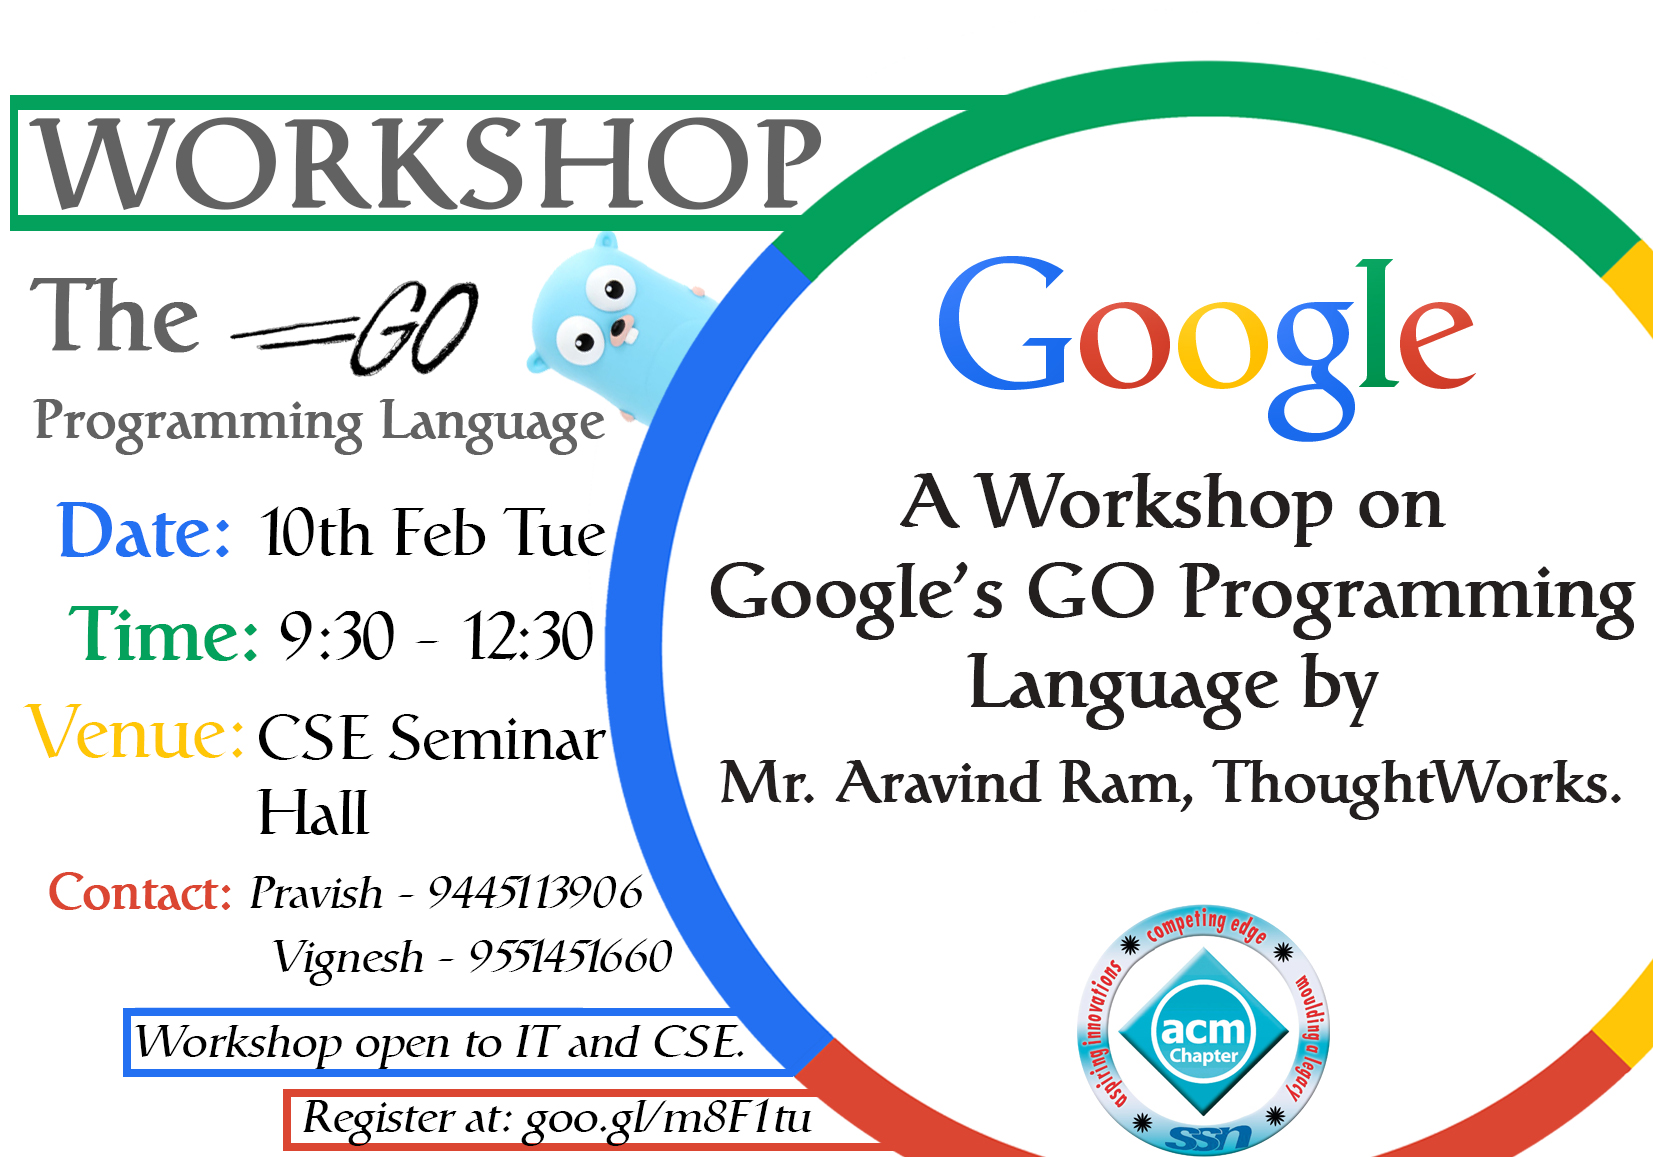 WORKSHOP
The GO
Programming Language
Date: 10th Feb Tue
Time: 9:30 - 12:30
Venue: CSE Seminar
Hall
Contact: Pravish - 9445113906
Vignesh - 9551451660
Workshop open to IT and CSE.
Register at: goo.gl/m8F1tu
Google
A Workshop on
Google's GO Programming
Language by
Mr. Aravind Ram, ThoughtWorks.
aspiring innovations
competing edge
moulding a legacy
acm
Chapter
ssn